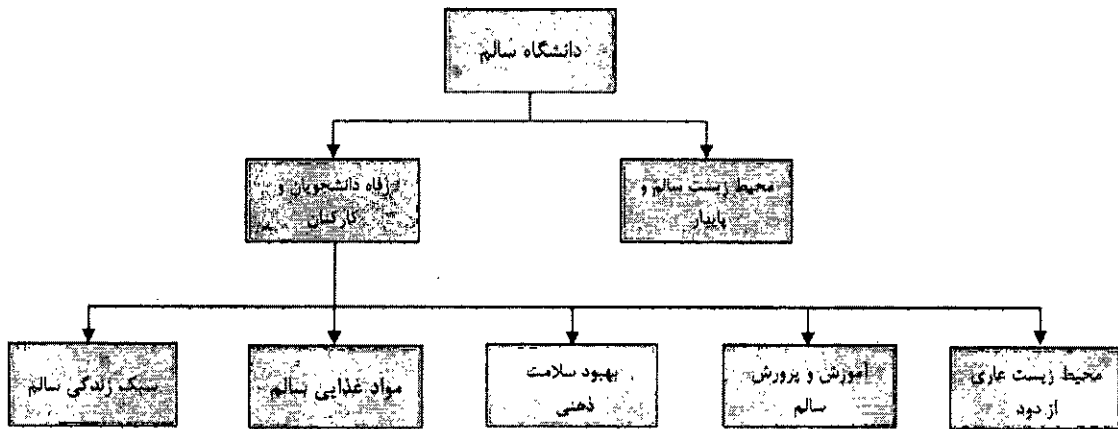 دانشگاه سالم
محیط زیست سالم و
پایدار
رفاه دانشجویان و
کارکنان
محیط زیست عاری
از دود
آموزش و پرورش
سالم
بهبود سلامت
ذهنی
مواد غذایی سالم
سبک زندگی سالم